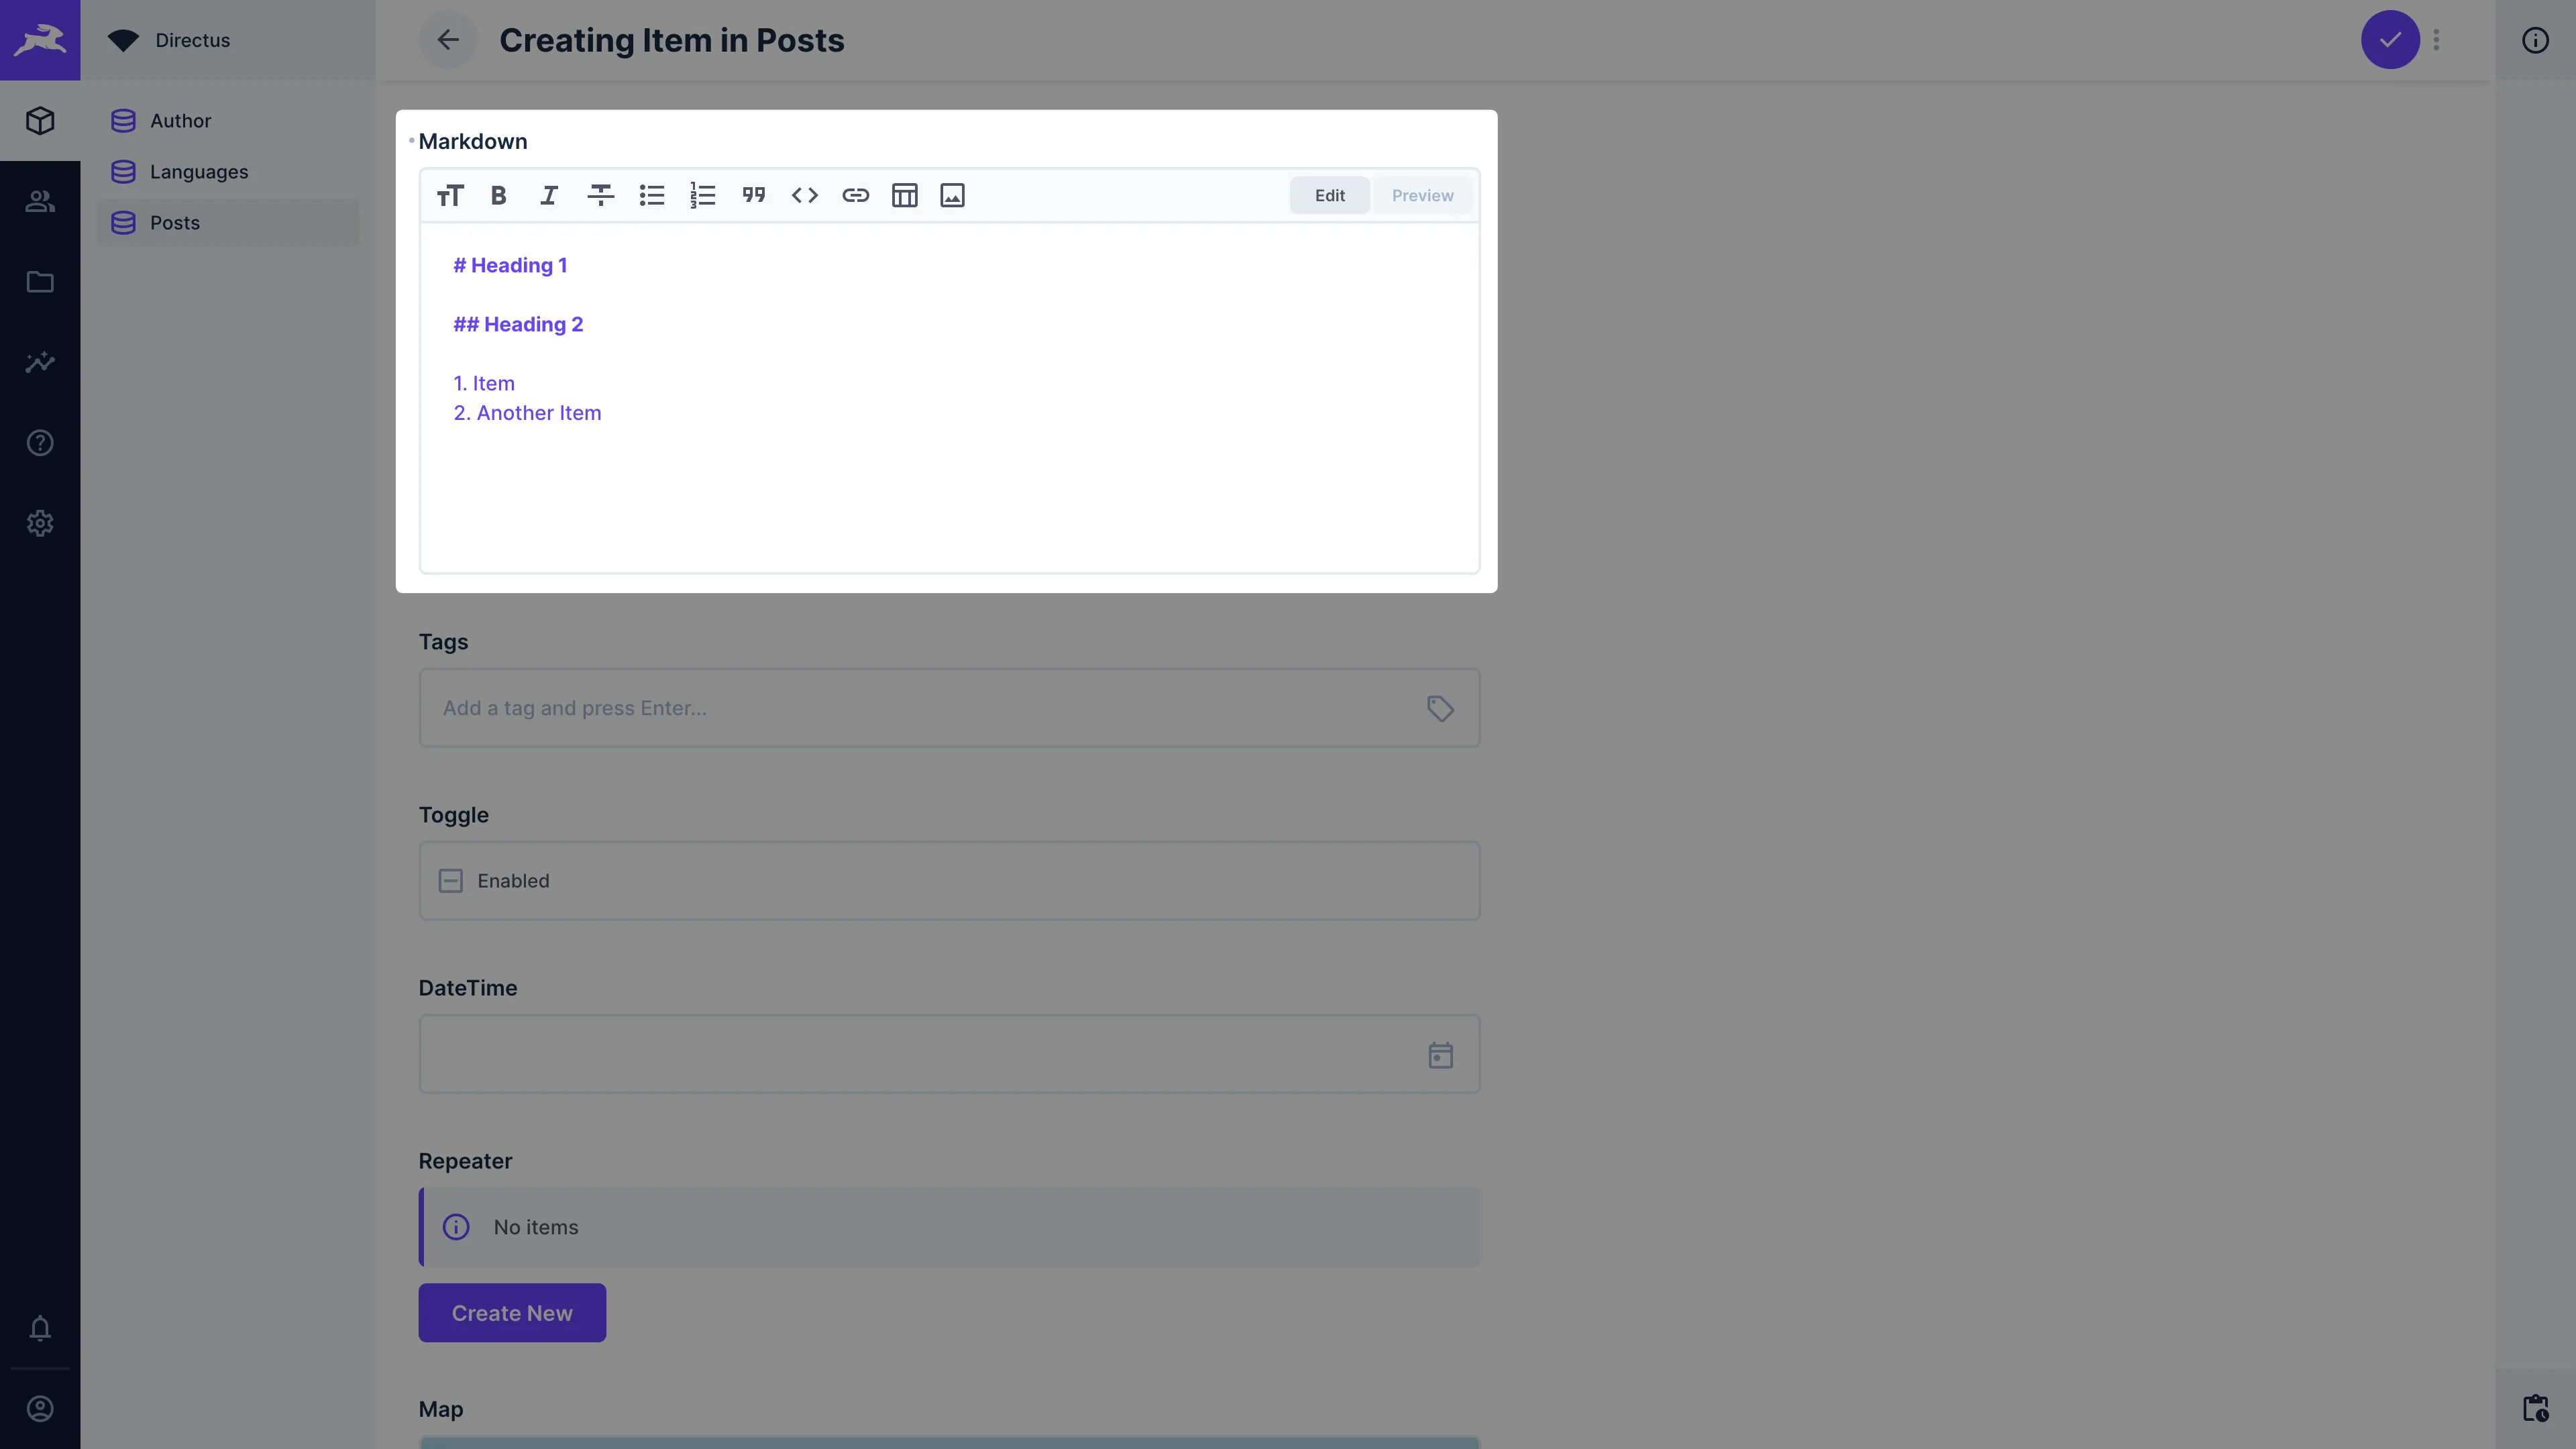 Directus
Creating Item in Posts
Author
Languages
Posts
Markdown
Edit
Preview
# Heading 1
## Heading 2
1. Item
2. Another Item
Tags
Add a tag and press Enter...
Toggle
Enabled
DateTime
Repeater
No items
Create New
Map